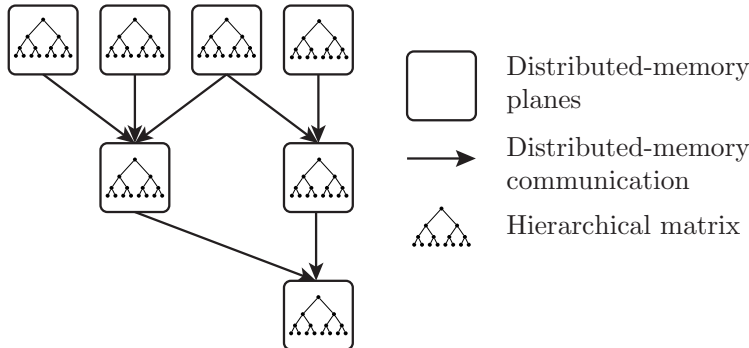 Distributed-memory
planes
Distributed-memory
communication
Hierarchical matrix